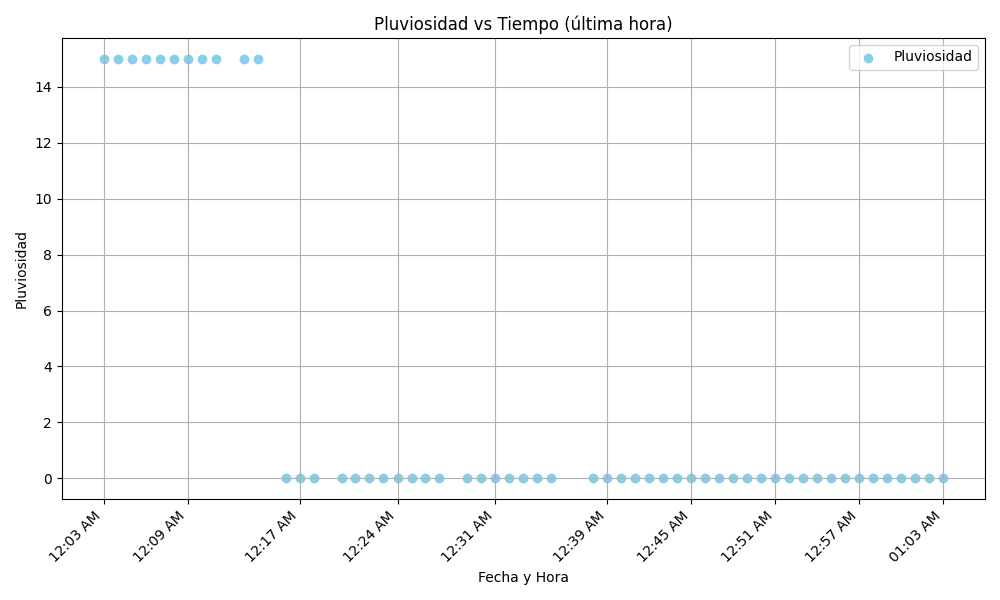 Pluviosidad vs Tiempo (última hora)
Pluviosidad
14
12
10
8
6
4
2
0
Pluviosidad
12:03 AM
12:09 AM
12:17 AM
12:24 AM
12:31 AM
12:39 AM
12:45 AM
12:51 AM
12:57 AM
01:03 AM
Fecha y Hora